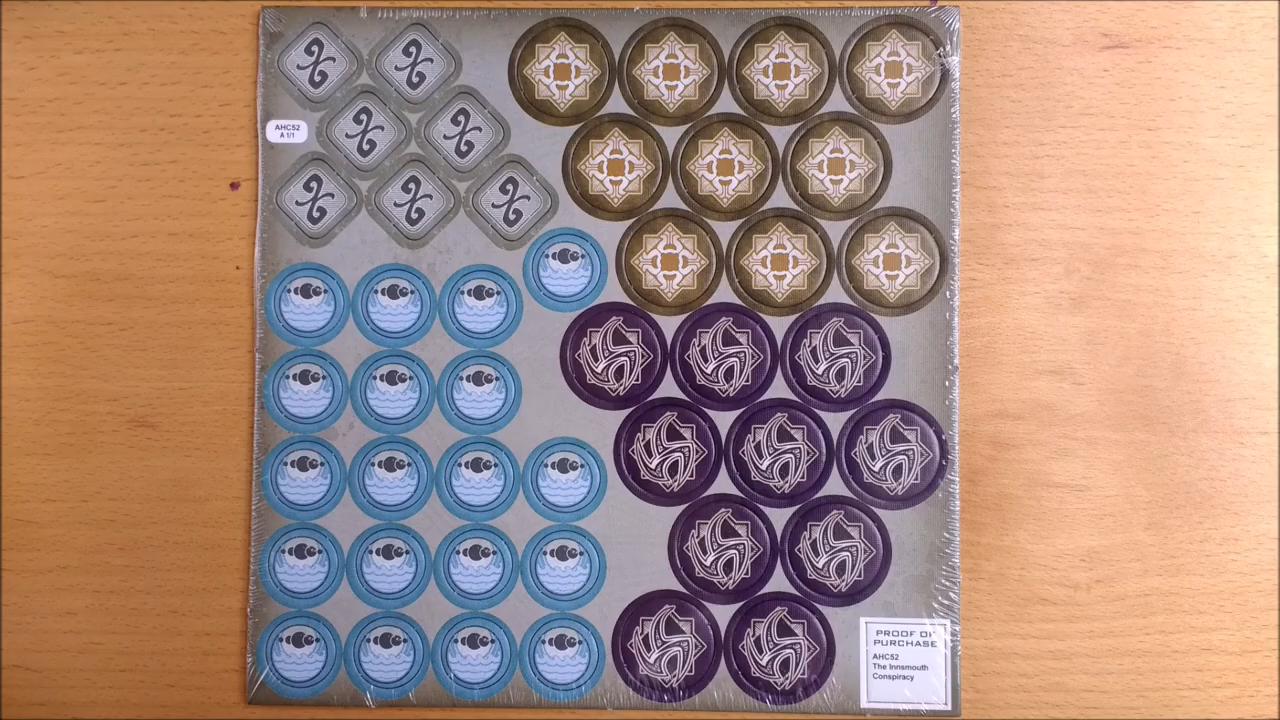 AHC52
A 1/1
PROOF OF
PURCHASE
AHC52
The Innsmouth
Conspiracy